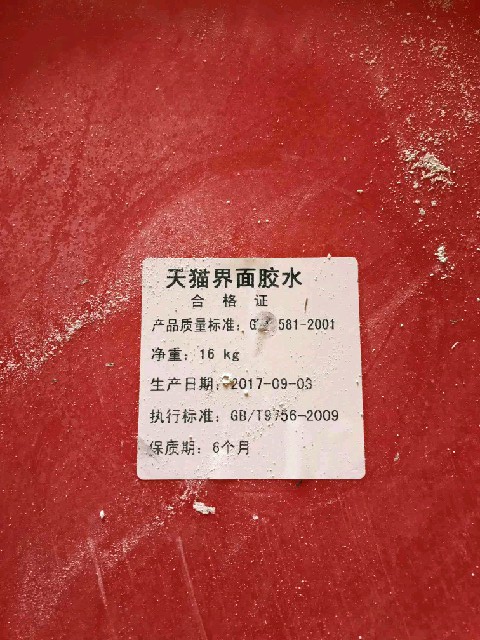 天猫界面胶水
合格证
产品质量标准: 581-2001
净重: 16 kg
生产日期: 2017-09-03
执行标准: GB/T9756-2009
保质期: 6个月